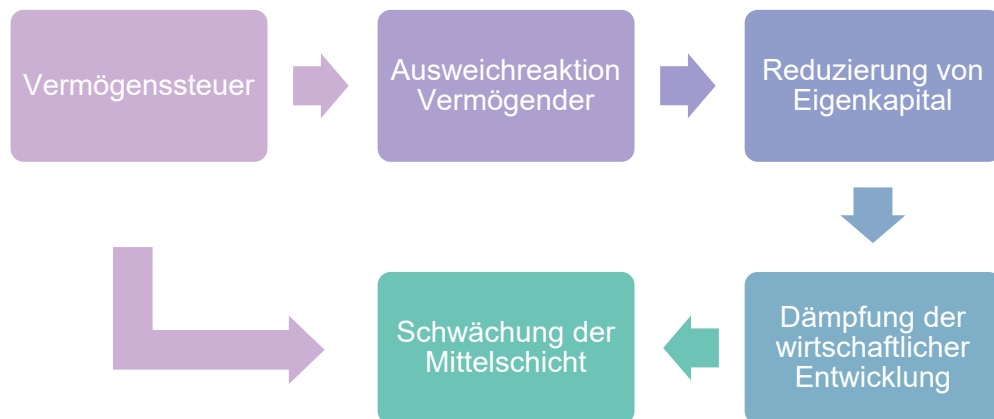 Vermögenssteuer
Ausweichreaktion
Vermögender
Reduzierung von
Eigenkapital
Schwächung der
Mittelschicht
Dämpfung der
wirtschaftlicher
Entwicklung